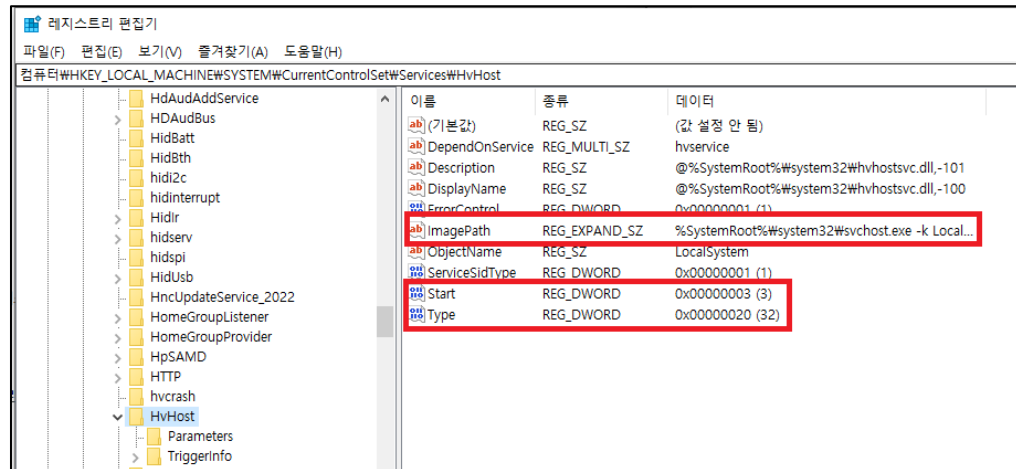 레지스트리 편집기
파일(F) 편집(E) 보기(V) 즐겨찾기(A) 도움말(H)
컴퓨터₩HKEY_LOCAL_MACHINE₩SYSTEM₩CurrentControlSet₩Services₩HvHost
HdAudAddService
HDAudBus
HidBatt
HidBth
hidi2c
hidinterrupt
HidIr
hidserv
hidspi
HidUsb
HncUpdateService_2022
HomeGroupListener
HomeGroupProvider
HpSAMD
HTTP
hvcrash
HvHost
Parameters
TriggerInfo
이름 종류 데이터
(기본값) REG_SZ (값 설정 안 됨)
DependOnService REG_MULTI_SZ hvservice
Description REG_SZ @%SystemRoot%₩system32₩hvhostsvc.dll,-101
DisplayName REG_SZ @%SystemRoot%₩system32₩hvhostsvc.dll,-100
ErrorControl REG_DWORD 0x00000001 (1)
ImagePath REG_EXPAND_SZ %SystemRoot%₩system32₩svchost.exe -k Local...
ObjectName REG_SZ LocalSystem
ServiceSidType REG_DWORD 0x00000001 (1)
Start REG_DWORD 0x00000003 (3)
Type REG_DWORD 0x00000020 (32)